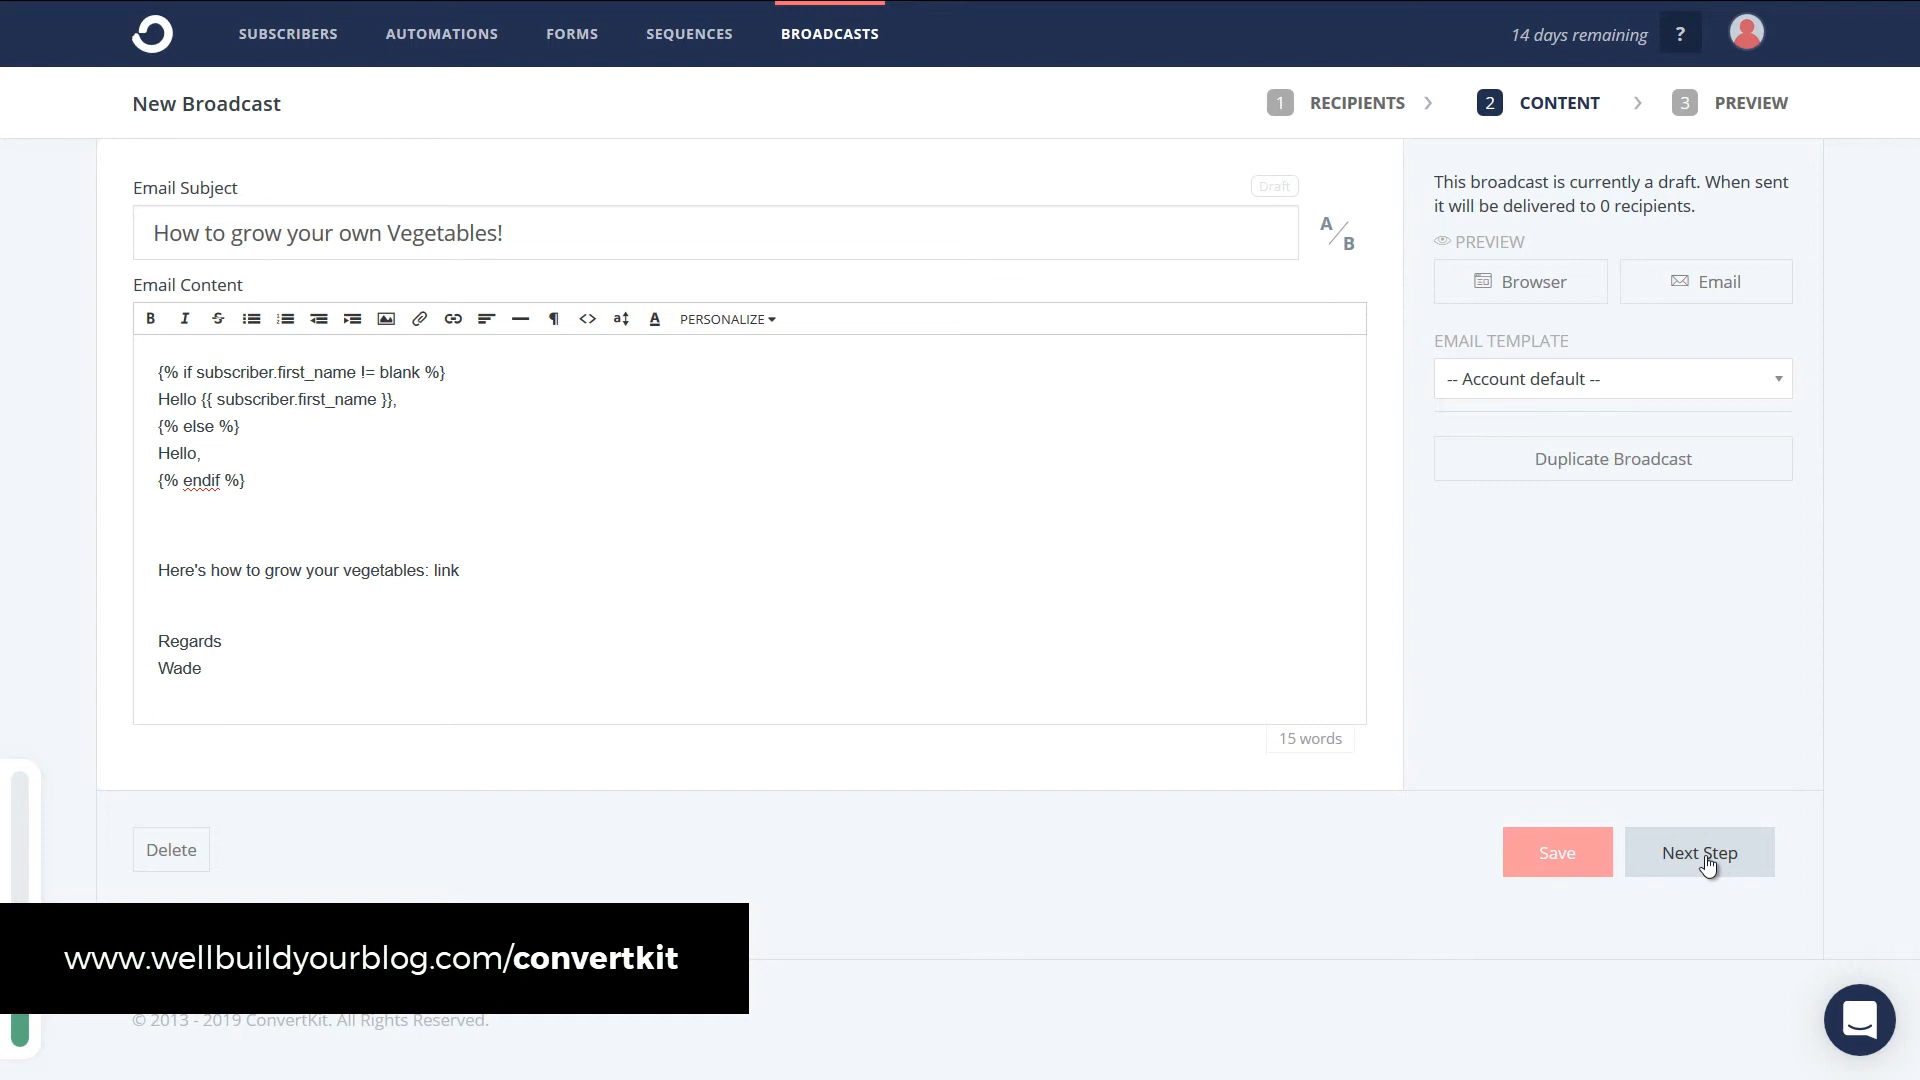 SUBSCRIBERS AUTOMATIONS FORMS SEQUENCES BROADCASTS 14 days remaining ?
New Broadcast 1 RECIPIENTS 2 CONTENT 3 PREVIEW
Email Subject Draft
How to grow your own Vegetables! A/B
Email Content
B I S A PERSONALIZE
{% if subscriber.first_name != blank %}
Hello {{ subscriber.first_name }},
{% else %}
Hello,
{% endif %}
Here's how to grow your vegetables: link
Regards
Wade
15 words
This broadcast is currently a draft. When sent
it will be delivered to 0 recipients.
PREVIEW
Browser Email
EMAIL TEMPLATE
-- Account default --
Duplicate Broadcast
Delete Save Next Step
www.wellbuildyourblog.com/convertkit
© 2013 - 2019 ConvertKit. All Rights Reserved.